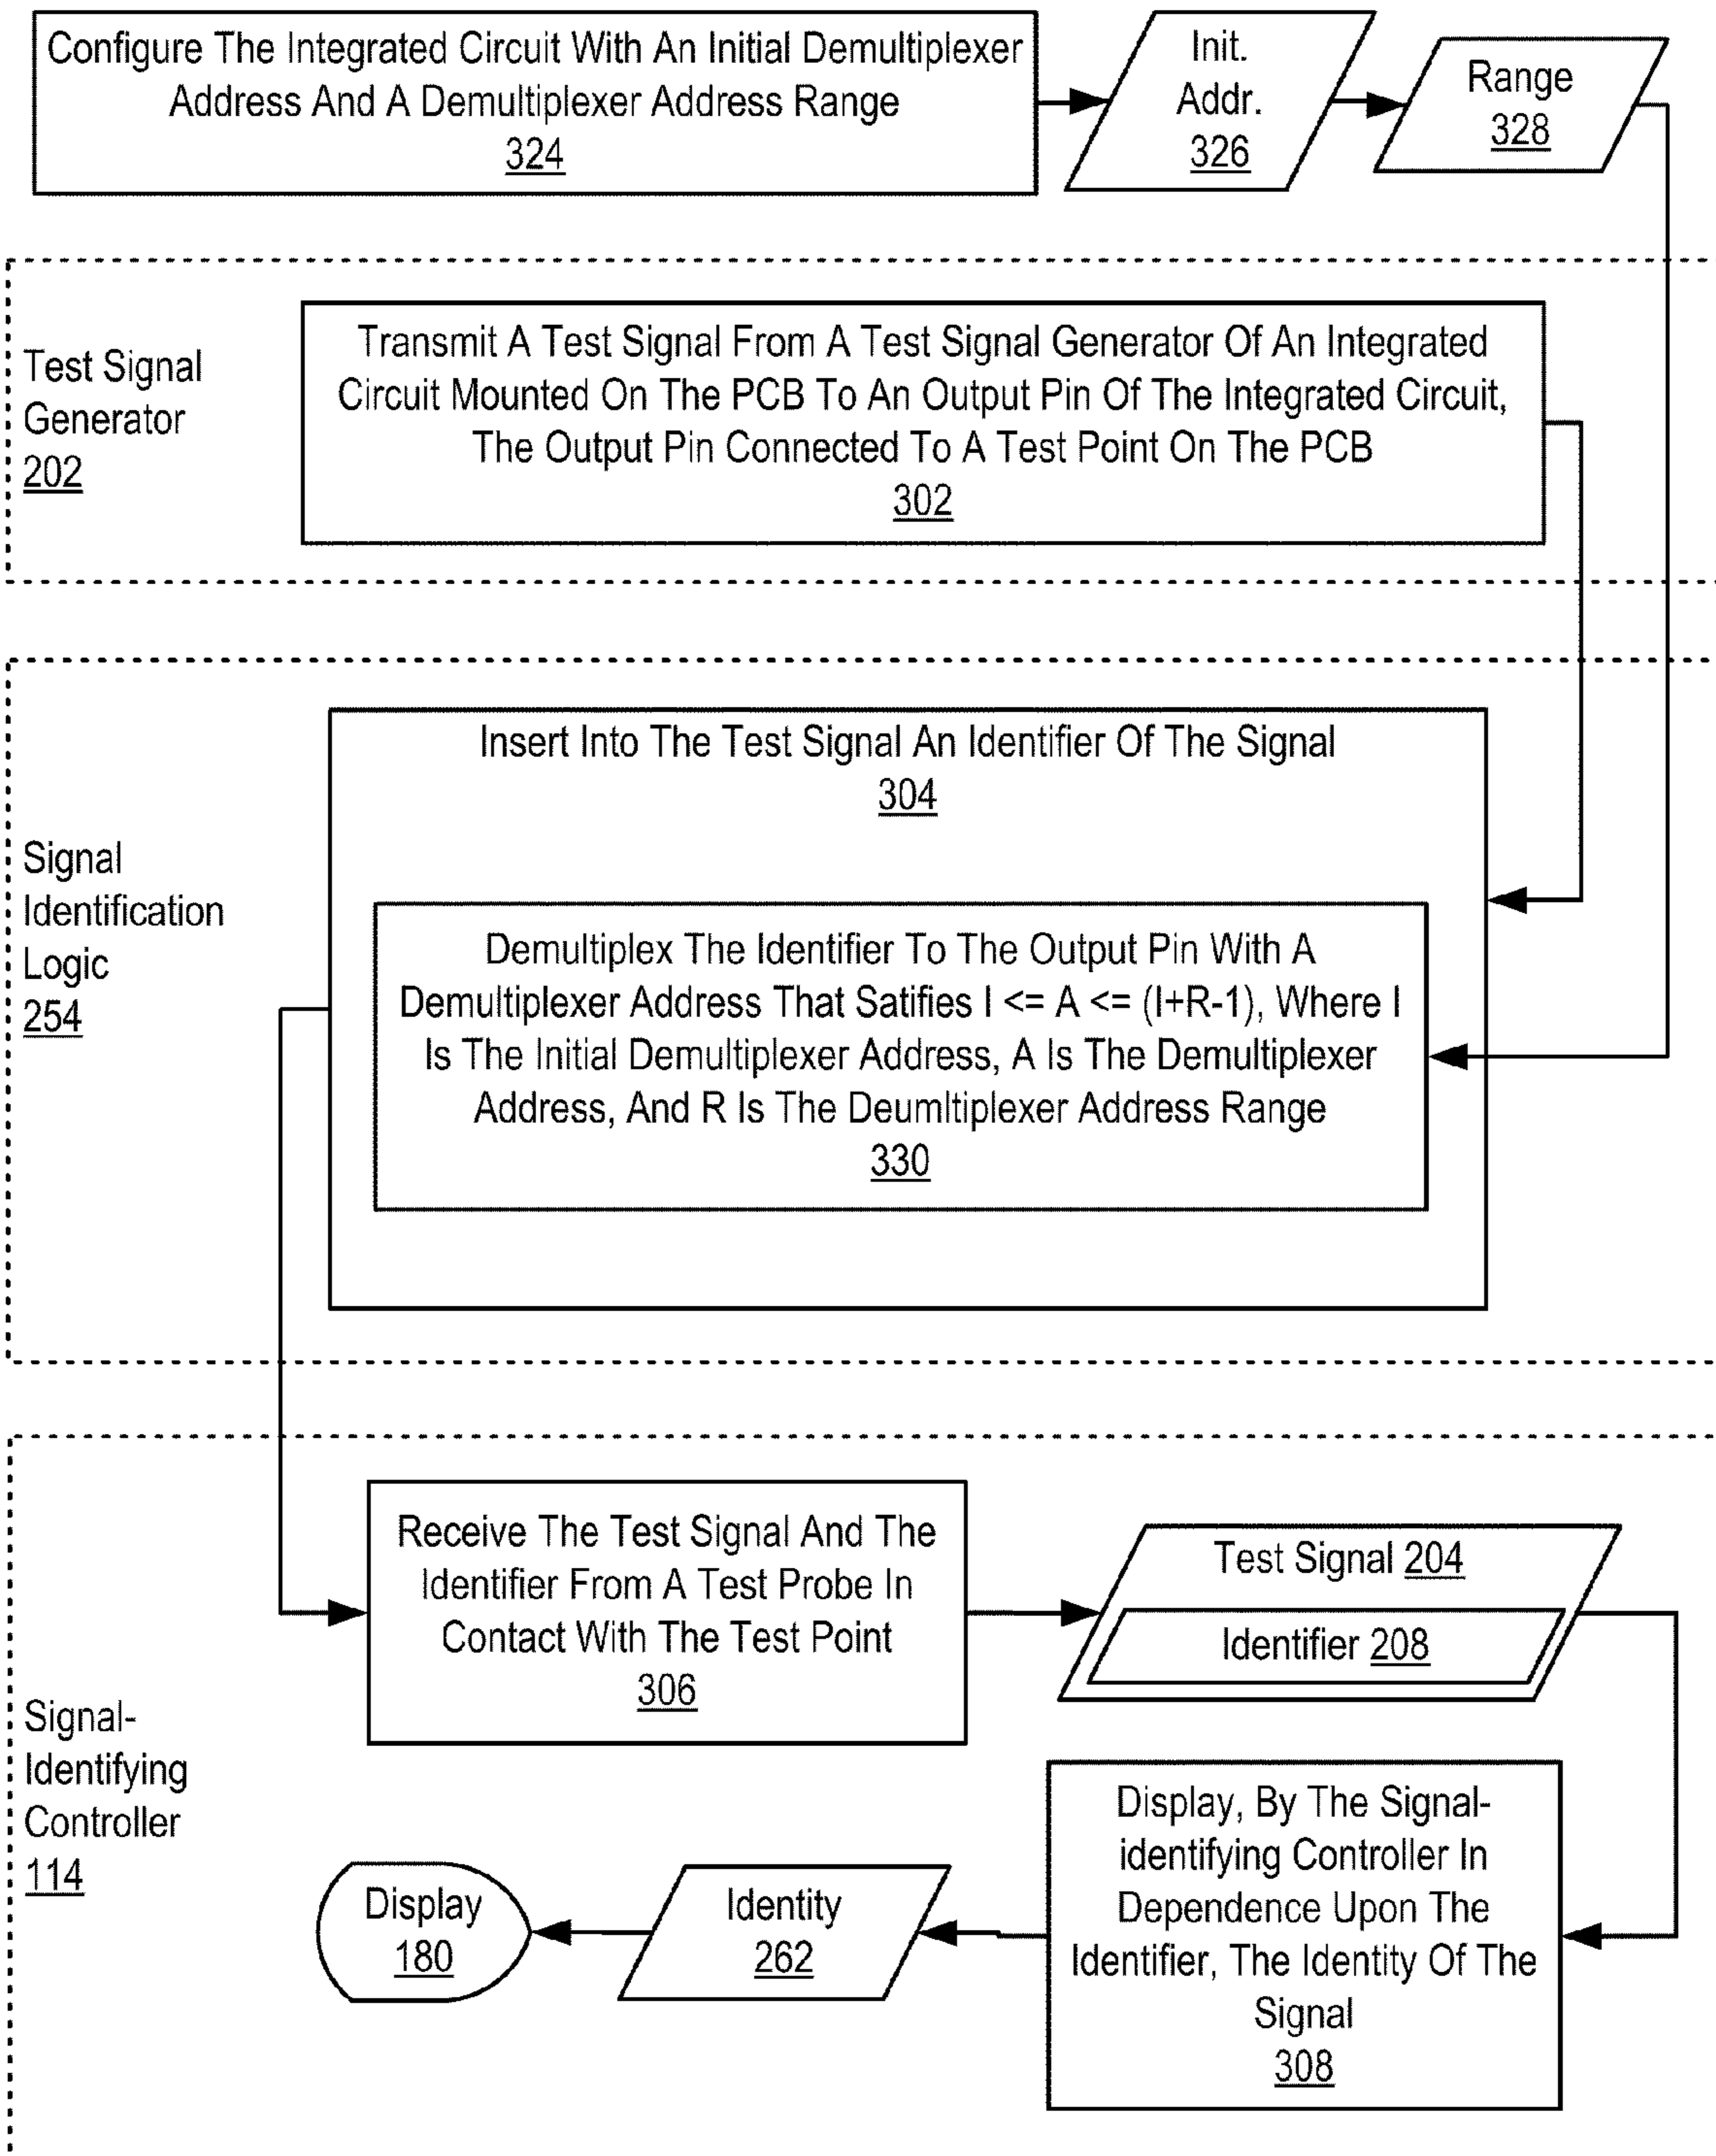 Configure The Integrated Circuit With An Initial Demultiplexer
Address And A Demultiplexer Address Range
324
Init.
Addr.
326
Range
328
Test Signal
Generator
202
Transmit A Test Signal From A Test Signal Generator Of An Integrated
Circuit Mounted On The PCB To An Output Pin Of The Integrated Circuit,
The Output Pin Connected To A Test Point On The PCB
302
Signal
Identification
Logic
254
Insert Into The Test Signal An Identifier Of The Signal
304
Demultiplex The Identifier To The Output Pin With A
Demultiplexer Address That Satifies I <= A <= (I+R-1), Where I
Is The Initial Demultiplexer Address, A Is The Demultiplexer
Address, And R Is The Deumltiplexer Address Range
330
Signal-
Identifying
Controller
114
Receive The Test Signal And The
Identifier From A Test Probe In
Contact With The Test Point
306
Test Signal 204
Identifier 208
Display, By The Signal-
identifying Controller In
Dependence Upon The
Identifier, The Identity Of The
Signal
308
Identity
262
Display
180